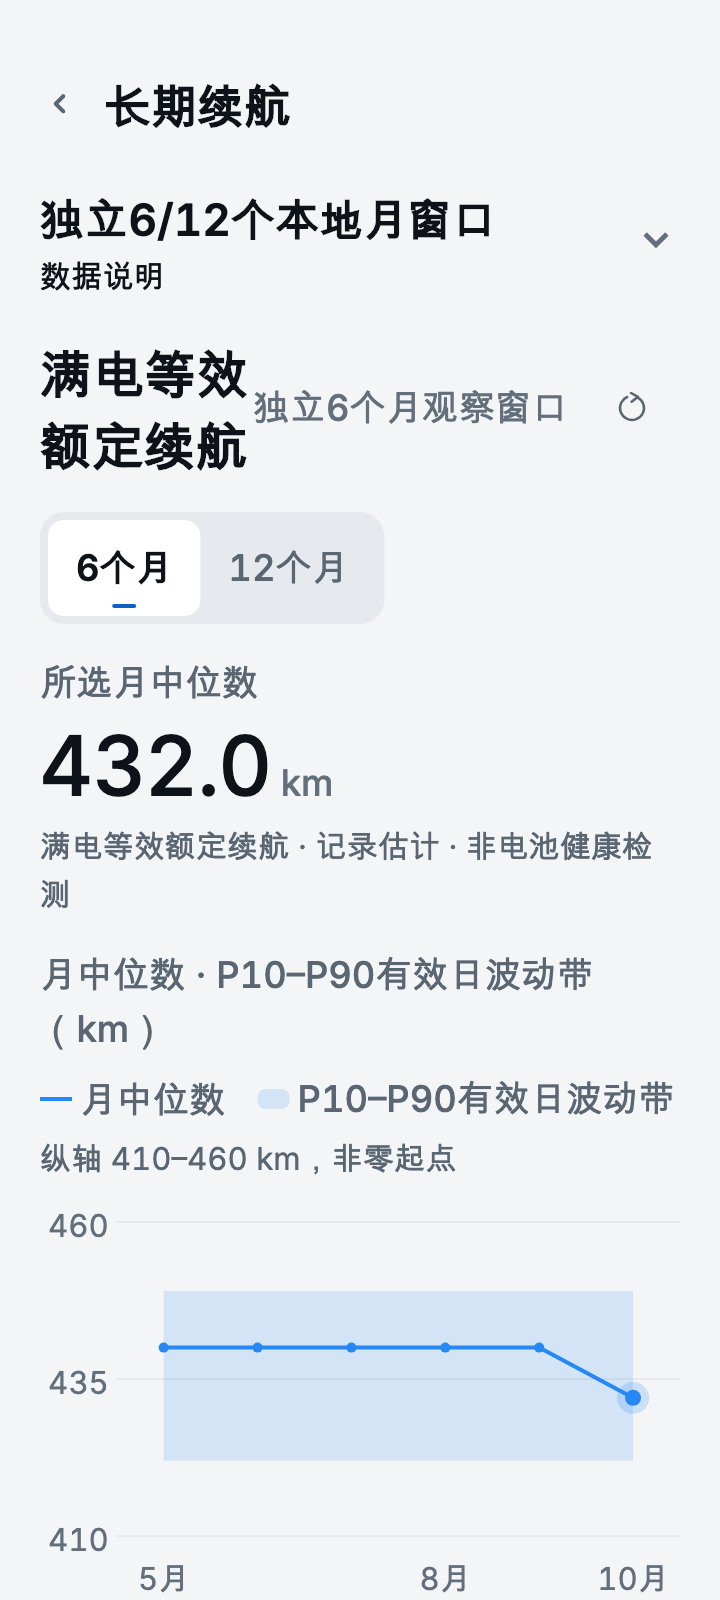 长期续航
独立6/12个本地月窗口
数据说明
满电等效
额定续航
独立6个月观察窗口
6个月 12个月
所选月中位数
432.0 km
满电等效额定续航 · 记录估计 · 非电池健康检
测
月中位数 · P10–P90有效日波动带
（km）
月中位数 P10–P90有效日波动带
纵轴 410–460 km，非零起点
460
435
410
5月 8月 10月